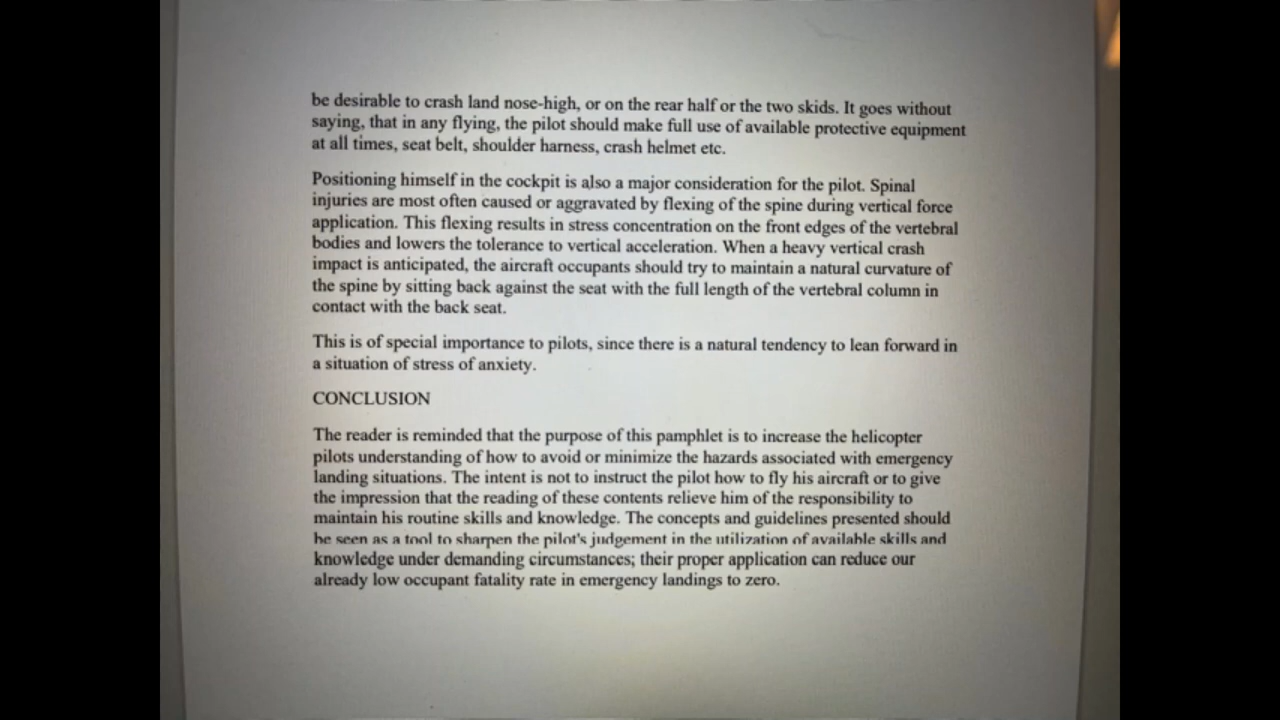 be desirable to crash land nose-high, or on the rear half or the two skids. It goes without
saying, that in any flying, the pilot should make full use of available protective equipment
at all times, seat belt, shoulder harness, crash helmet etc.
Positioning himself in the cockpit is also a major consideration for the pilot. Spinal
injuries are most often caused or aggravated by flexing of the spine during vertical force
application. This flexing results in stress concentration on the front edges of the vertebral
bodies and lowers the tolerance to vertical acceleration. When a heavy vertical crash
impact is anticipated, the aircraft occupants should try to maintain a natural curvature of
the spine by sitting back against the seat with the full length of the vertebral column in
contact with the back seat.
This is of special importance to pilots, since there is a natural tendency to lean forward in
a situation of stress of anxiety.
CONCLUSION
The reader is reminded that the purpose of this pamphlet is to increase the helicopter
pilots understanding of how to avoid or minimize the hazards associated with emergency
landing situations. The intent is not to instruct the pilot how to fly his aircraft or to give
the impression that the reading of these contents relieve him of the responsibility to
maintain his routine skills and knowledge. The concepts and guidelines presented should
be seen as a tool to sharpen the pilot's judgement in the utilization of available skills and
knowledge under demanding circumstances; their proper application can reduce our
already low occupant fatality rate in emergency landings to zero.